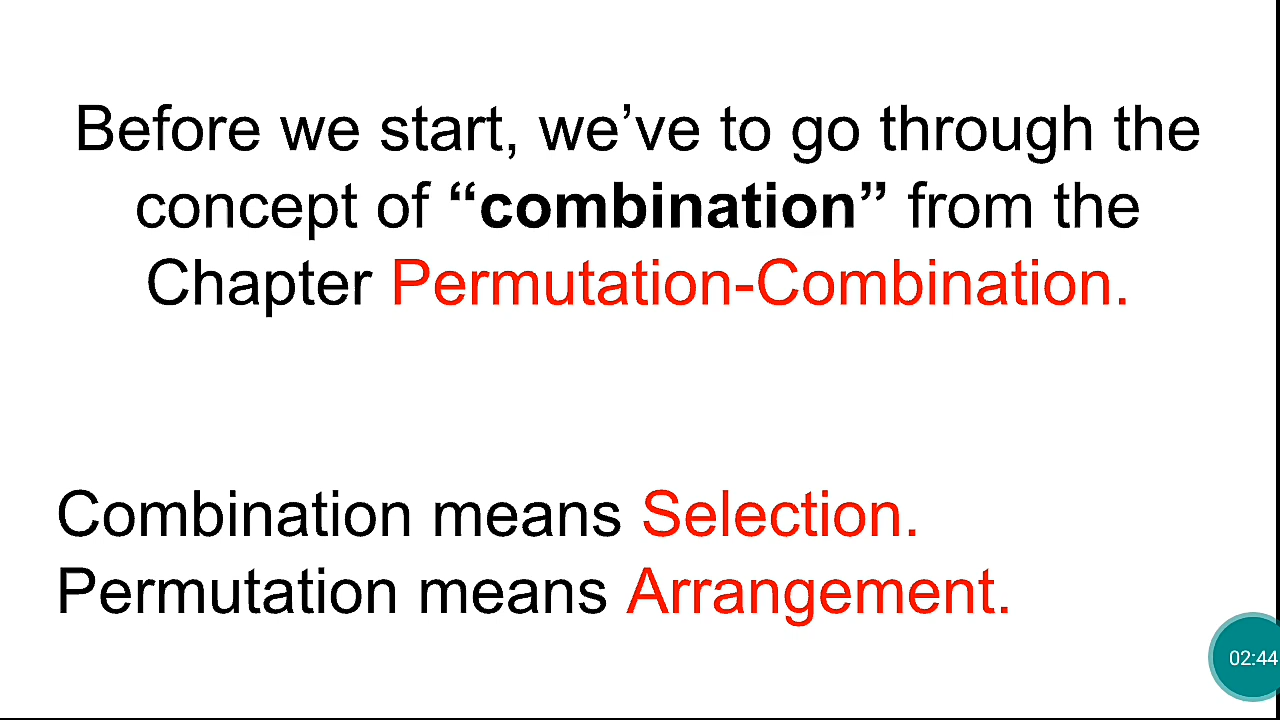 Before we start, we’ve to go through the
concept of “combination” from the
Chapter Permutation-Combination.
Combination means Selection.
Permutation means Arrangement.
02:44